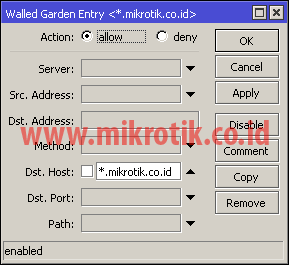 Walled Garden Entry <*.mikrotik.co.id>
Action: allow deny
OK
Server:
Cancel
Src. Address:
Apply
Dst. Address:
www.mikrotik.co.id
Disable
Method:
Comment
Dst. Host: *.mikrotik.co.id
Copy
Dst. Port:
Remove
Path:
enabled